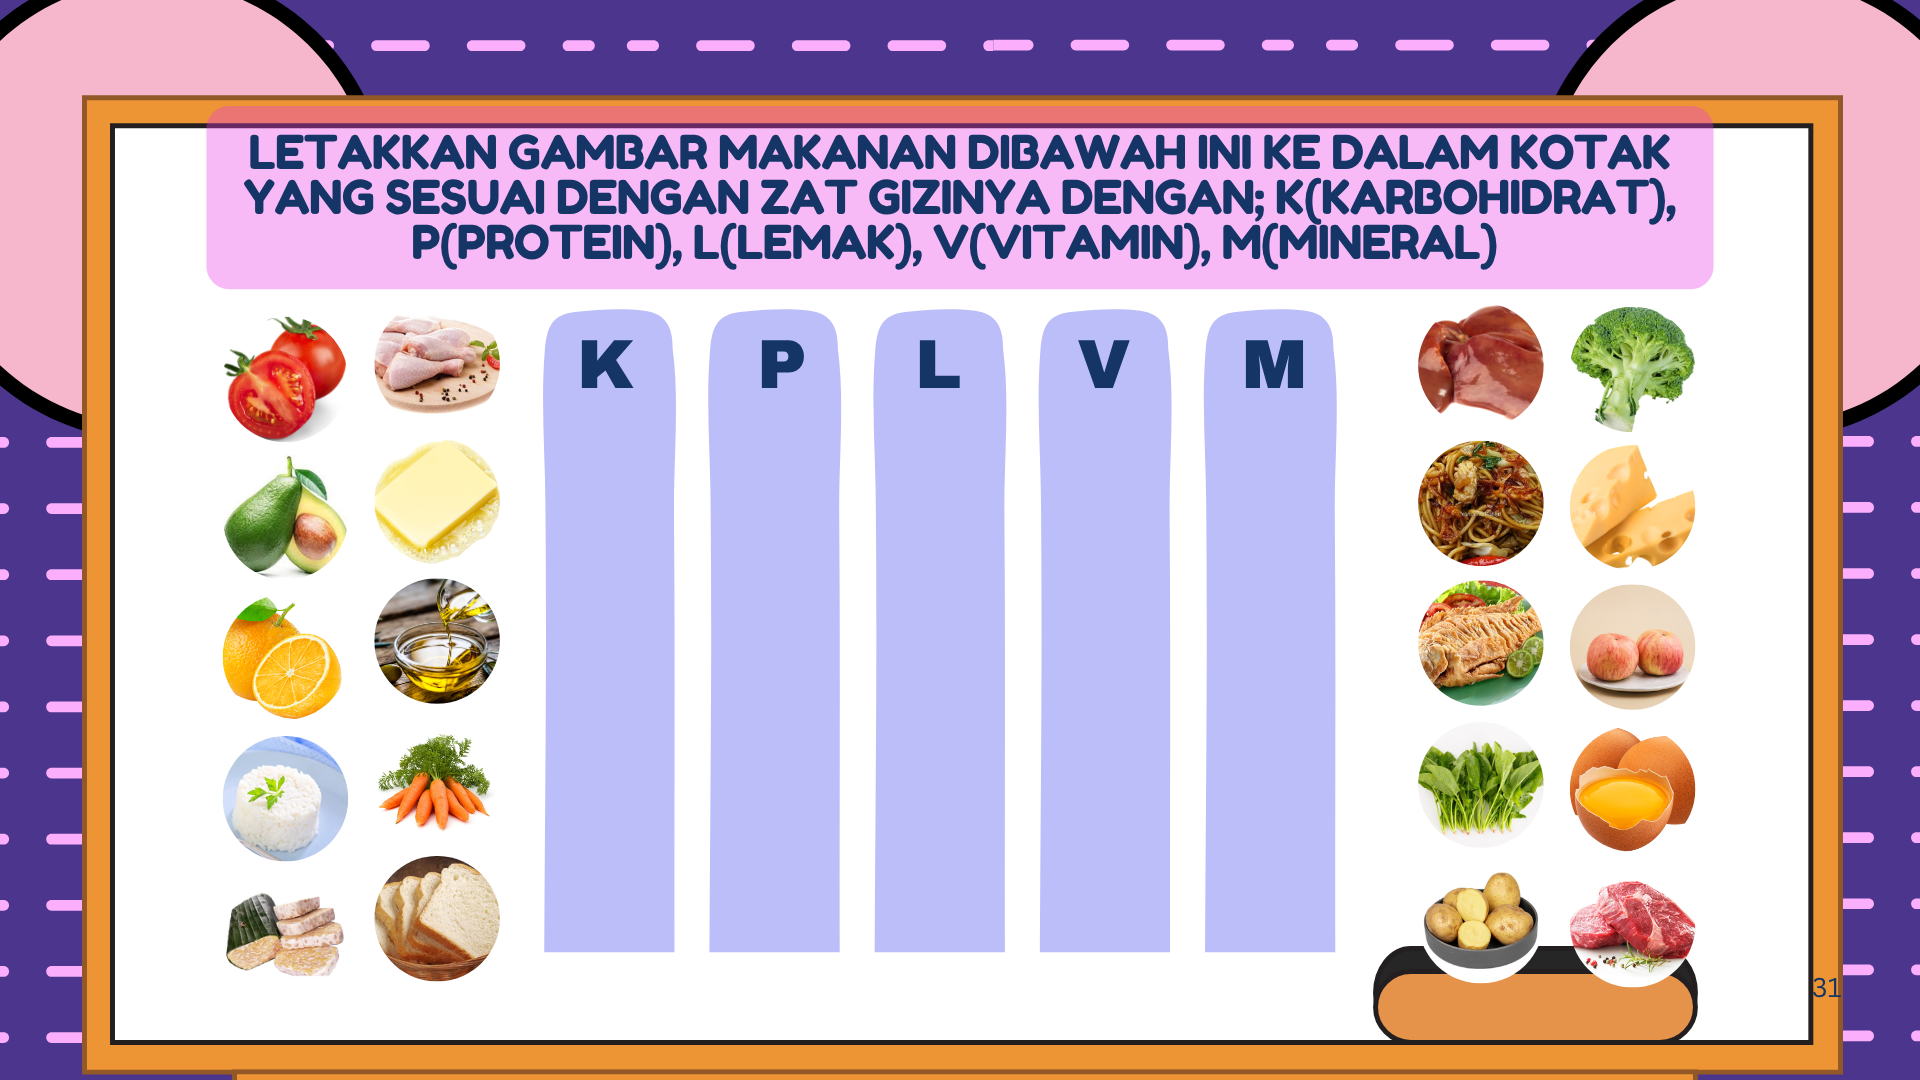 LETAKKAN GAMBAR MAKANAN DIBAWAH INI KE DALAM KOTAK
YANG SESUAI DENGAN ZAT GIZINYA DENGAN; K(KARBOHIDRAT),
P(PROTEIN), L(LEMAK), V(VITAMIN), M(MINERAL)
K P L V M
31